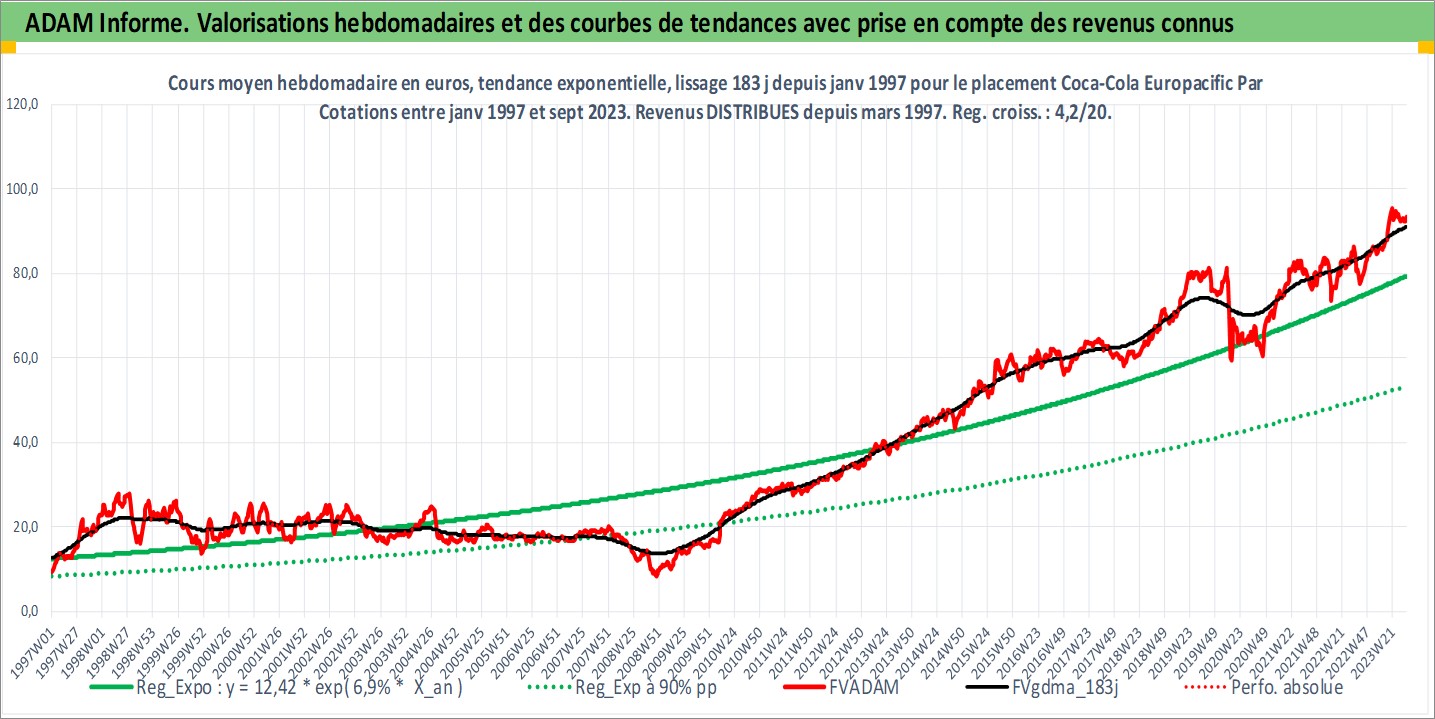 ADAM Informe. Valorisations hebdomadaires et des courbes de tendances avec prise en compte des revenus connus
Cours moyen hebdomadaire en euros, tendance exponentielle, lissage 183 j depuis janv 1997 pour le placement Coca-Cola Europacific Par
Cotations entre janv 1997 et sept 2023. Revenus DISTRIBUES depuis mars 1997. Reg. croiss. : 4,2/20.
120,0
100,0
80,0
60,0
40,0
20,0
0,0
1997W01
1997W27
1998W01
1998W27
1998W53
1999W26
1999W52
2000W26
2000W52
2001W26
2001W52
2002W26
2002W52
2003W26
2003W52
2004W26
2004W52
2005W25
2005W51
2006W25
2006W51
2007W25
2007W51
2008W25
2008W51
2009W25
2009W51
2010W24
2010W50
2011W24
2011W50
2012W24
2012W50
2013W24
2013W50
2014W24
2014W50
2015W24
2015W50
2016W23
2016W49
2017W23
2017W49
2018W23
2018W49
2019W23
2019W49
2020W23
2020W49
2021W22
2021W48
2022W21
2022W47
2023W21
Reg_Expo : y = 12,42 * exp( 6,9% * X_an )
Reg_Exp à 90% pp
FVADAM
FVgdma_183j
Perfo. absolue